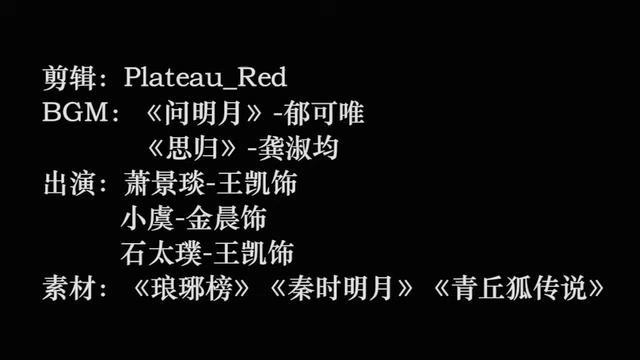 剪辑：Plateau_Red
BGM：《问明月》-郁可唯
《思归》-龚淑均
出演：萧景琰-王凯饰
小虞-金晨饰
石太璞-王凯饰
素材：《琅琊榜》《秦时明月》《青丘狐传说》